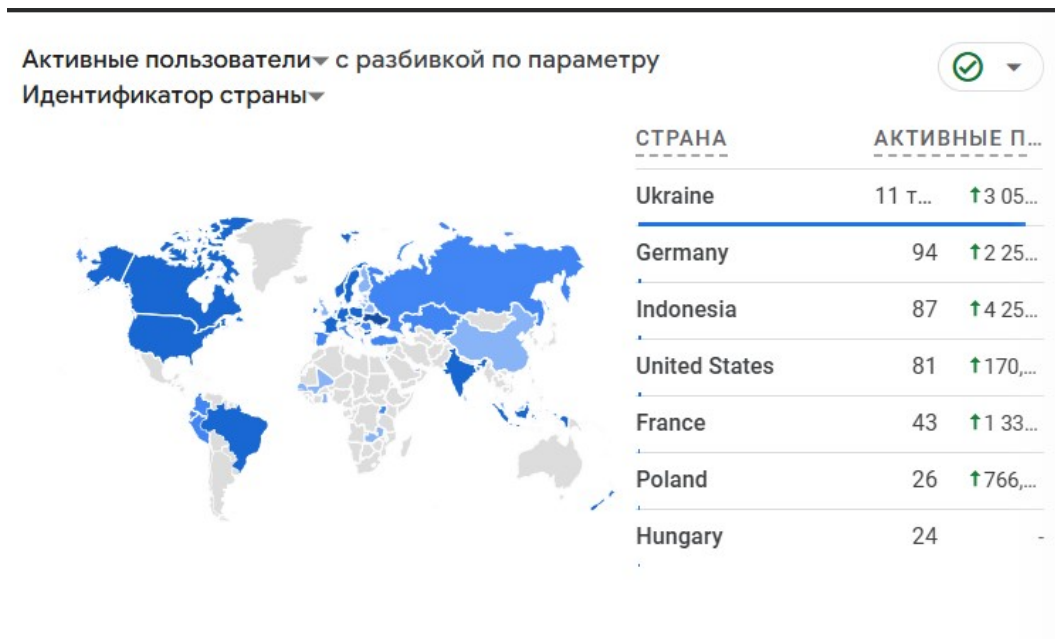 Активные пользователи с разбивкой по параметру
Идентификатор страны
СТРАНА АКТИВНЫЕ П...
Ukraine 11 т... ↑3 05...
Germany 94 ↑2 25...
Indonesia 87 ↑4 25...
United States 81 ↑170,...
France 43 ↑1 33...
Poland 26 ↑766,...
Hungary 24 -